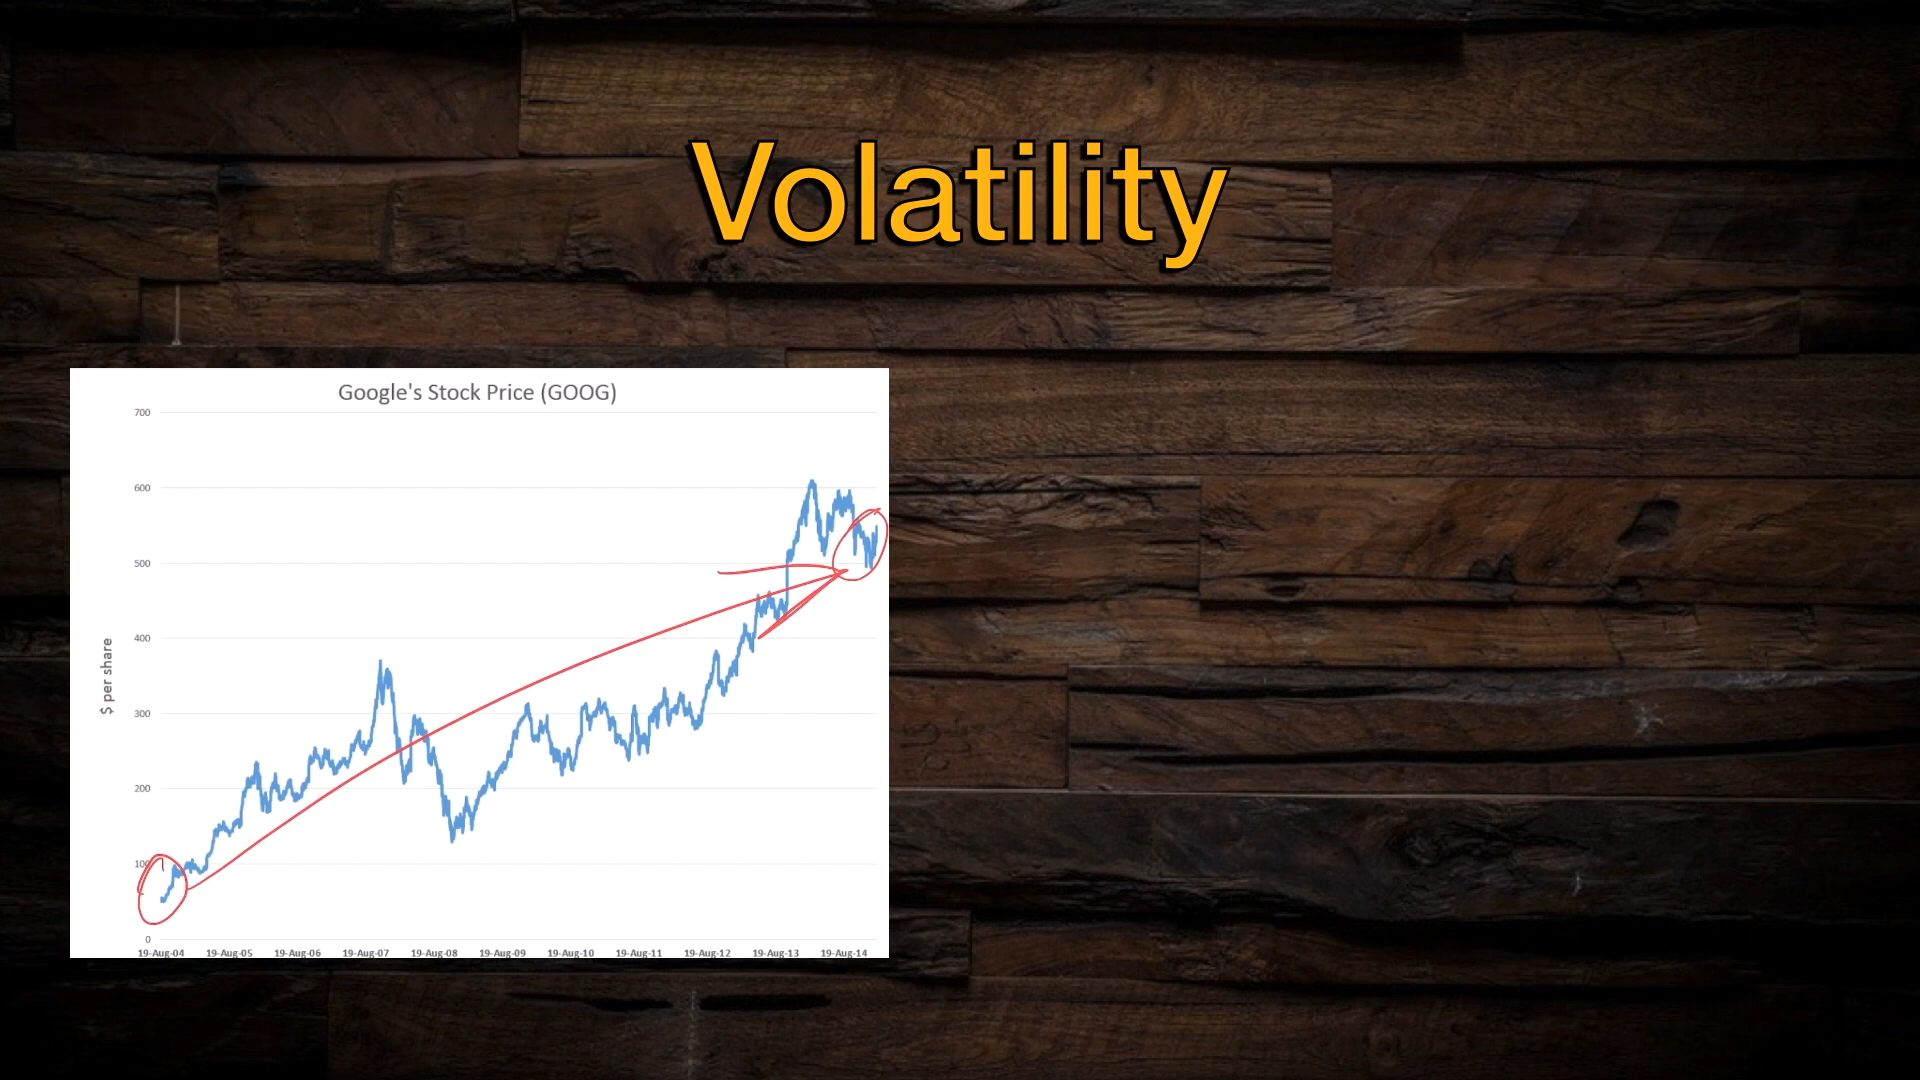 Volatility
Google's Stock Price (GOOG)
700
600
500
400
300
200
100
0
$ per share
19-Aug-04 19-Aug-05 19-Aug-06 19-Aug-07 19-Aug-08 19-Aug-09 19-Aug-10 19-Aug-11 19-Aug-12 19-Aug-13 19-Aug-14